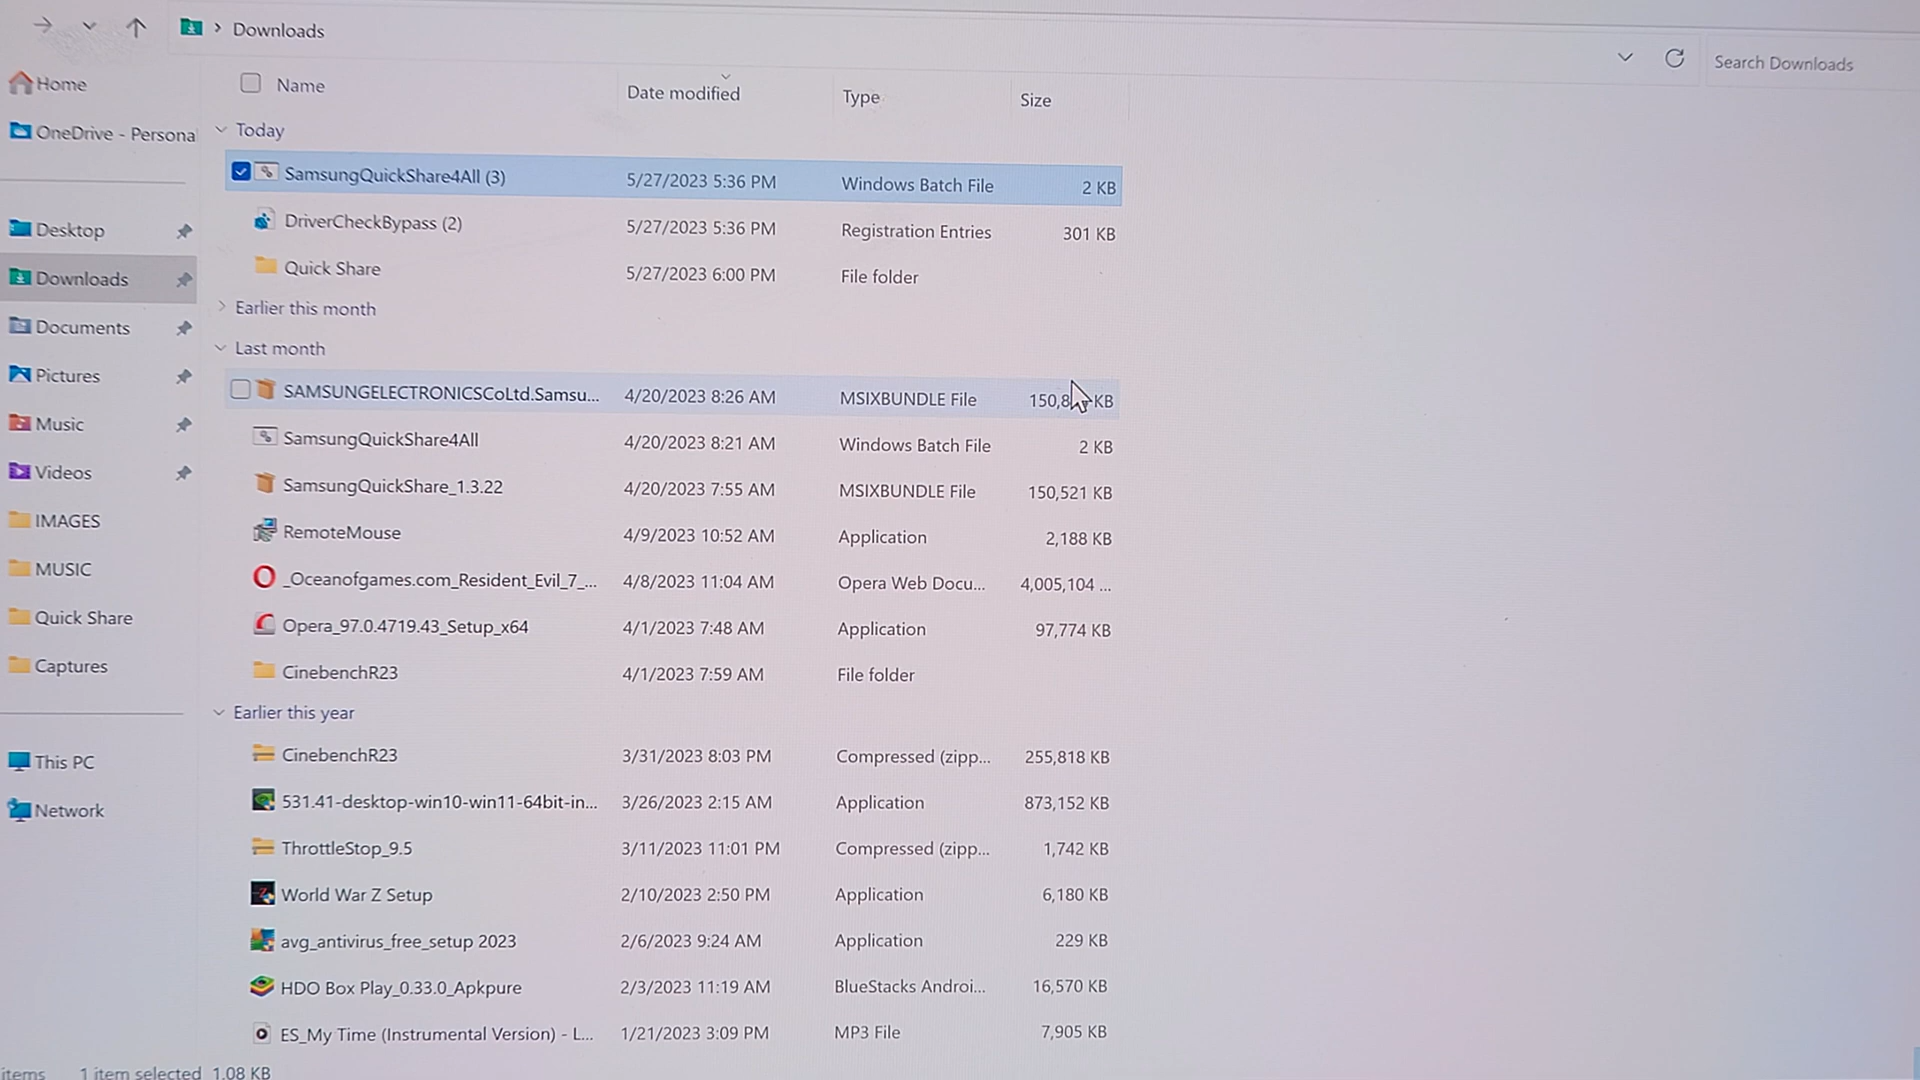 Downloads
Search Downloads
Home
OneDrive - Persona
Desktop
Downloads
Documents
Pictures
Music
Videos
IMAGES
MUSIC
Quick Share
Captures
This PC
Network
Name Date modified Type Size
Today
SamsungQuickShare4All (3) 5/27/2023 5:36 PM Windows Batch File 2 KB
DriverCheckBypass (2) 5/27/2023 5:36 PM Registration Entries 301 KB
Quick Share 5/27/2023 6:00 PM File folder
Earlier this month
Last month
SAMSUNGELECTRONICSCoLtd.Samsu... 4/20/2023 8:26 AM MSIXBUNDLE File KB
SamsungQuickShare4All 4/20/2023 8:21 AM Windows Batch File 2 KB
SamsungQuickShare_1.3.22 4/20/2023 7:55 AM MSIXBUNDLE File 150,521 KB
RemoteMouse 4/9/2023 10:52 AM Application 2,188 KB
_Oceanofgames.com_Resident_Evil_7_... 4/8/2023 11:04 AM Opera Web Docu... 4,005,104 ...
Opera_97.0.4719.43_Setup_x64 4/1/2023 7:48 AM Application 97,774 KB
CinebenchR23 4/1/2023 7:59 AM File folder
Earlier this year
CinebenchR23 3/31/2023 8:03 PM Compressed (zipp... 255,818 KB
531.41-desktop-win10-win11-64bit-in... 3/26/2023 2:15 AM Application 873,152 KB
ThrottleStop_9.5 3/11/2023 11:01 PM Compressed (zipp... 1,742 KB
World War Z Setup 2/10/2023 2:50 PM Application 6,180 KB
avg_antivirus_free_setup 2023 2/6/2023 9:24 AM Application 229 KB
HDO Box Play_0.33.0_Apkpure 2/3/2023 11:19 AM BlueStacks Androi... 16,570 KB
ES_My Time (Instrumental Version) - L... 1/21/2023 3:09 PM MP3 File 7,905 KB
items 1 item selected 1.08 KB